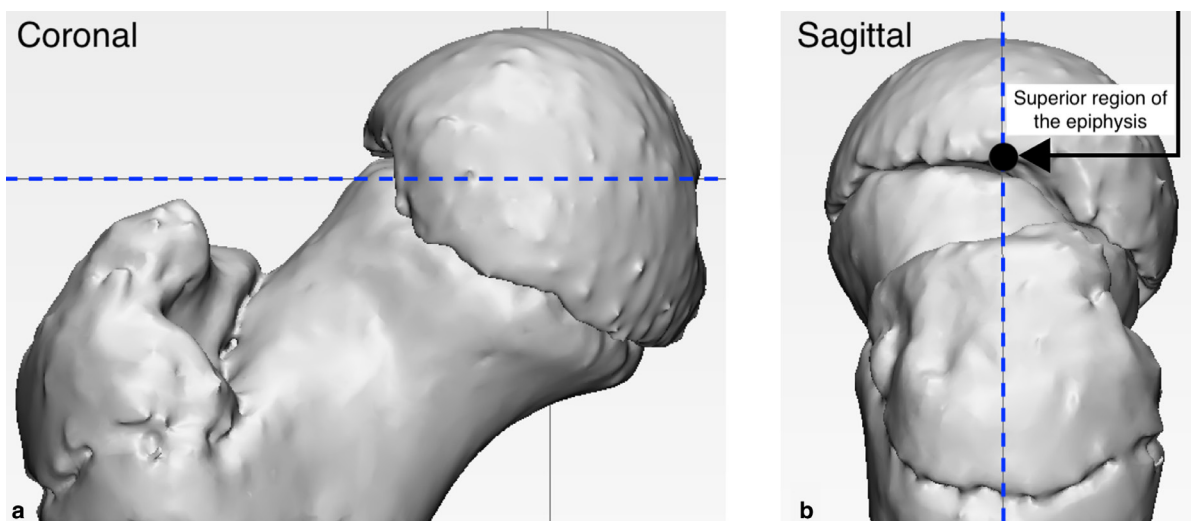 Coronal
Sagittal
Superior region of
the epiphysis
a
b